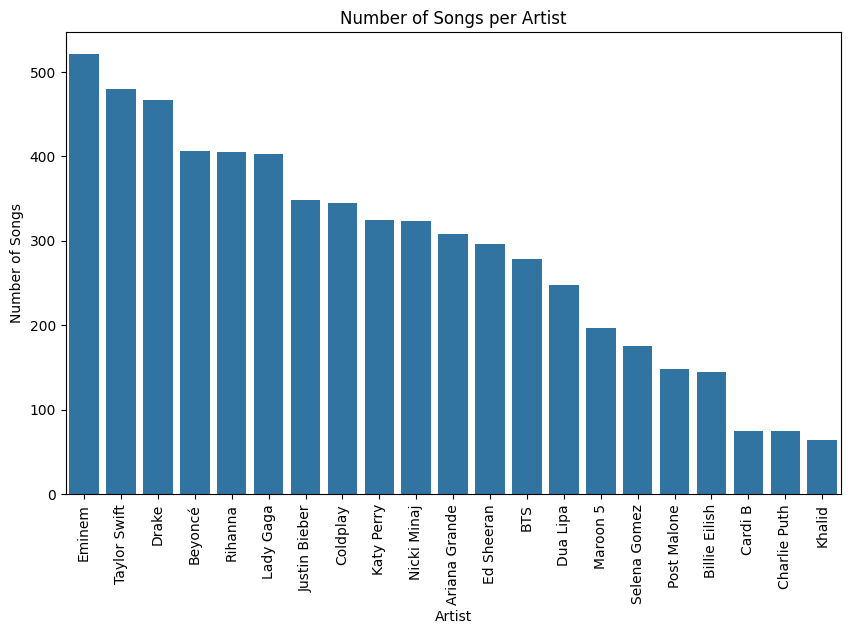 Number of Songs per Artist
Number of Songs
500
400
300
200
100
0
Eminem
Taylor Swift
Drake
Beyoncé
Rihanna
Lady Gaga
Justin Bieber
Coldplay
Katy Perry
Nicki Minaj
Ariana Grande
Ed Sheeran
BTS
Dua Lipa
Maroon 5
Selena Gomez
Post Malone
Billie Eilish
Cardi B
Charlie Puth
Khalid
Artist